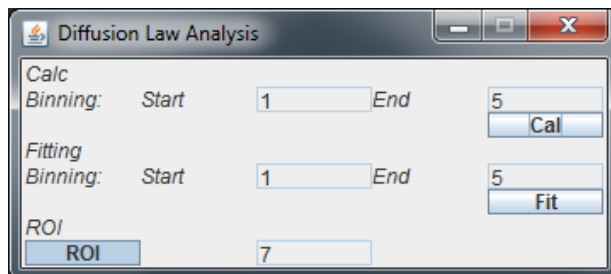 Diffusion Law Analysis
Calc
Binning: Start 1 End 5
Cal
Fitting
Binning: Start 1 End 5
Fit
ROI
ROI 7